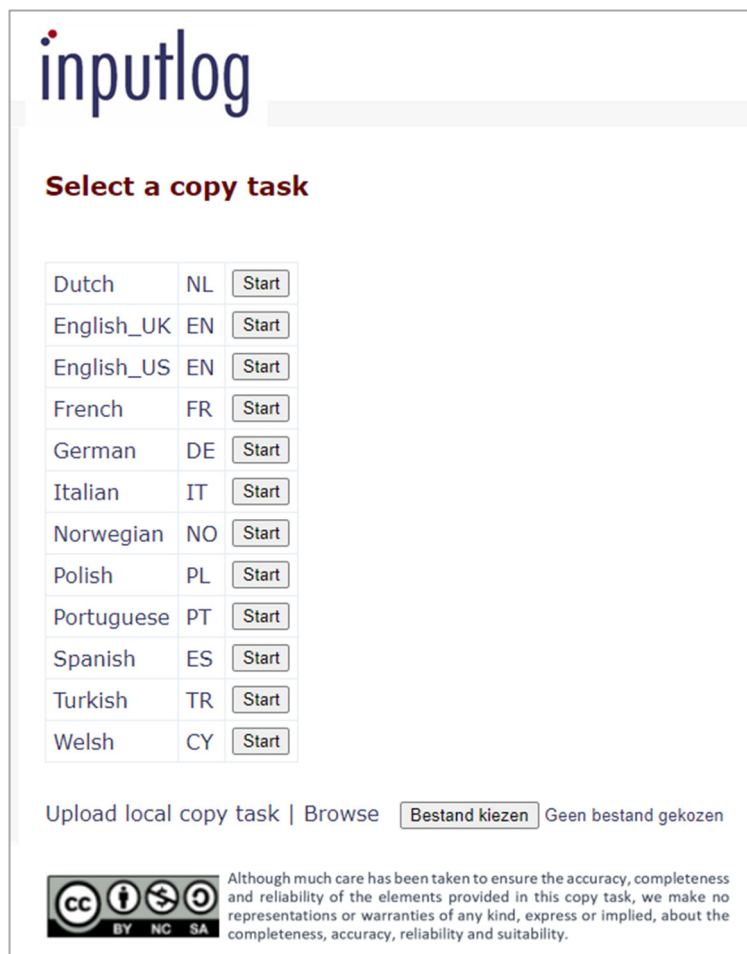 inputlog
Select a copy task
Dutch NL Start
English_UK EN Start
English_US EN Start
French FR Start
German DE Start
Italian IT Start
Norwegian NO Start
Polish PL Start
Portuguese PT Start
Spanish ES Start
Turkish TR Start
Welsh CY Start
Upload local copy task | Browse Bestand kiezen Geen bestand gekozen
Although much care has been taken to ensure the accuracy, completeness
and reliability of the elements provided in this copy task, we make no
representations or warranties of any kind, express or implied, about the
completeness, accuracy, reliability and suitability.
cc $
BY NC SA